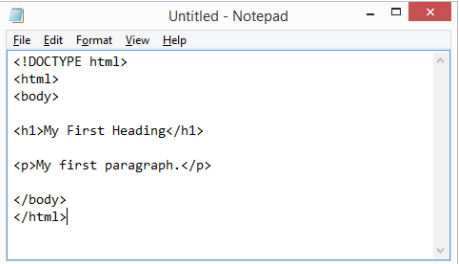 Untitled - Notepad
File Edit Format View Help
<!DOCTYPE html>
<html>
<body>
<h1>My First Heading</h1>
<p>My first paragraph.</p>
</body>
</html>